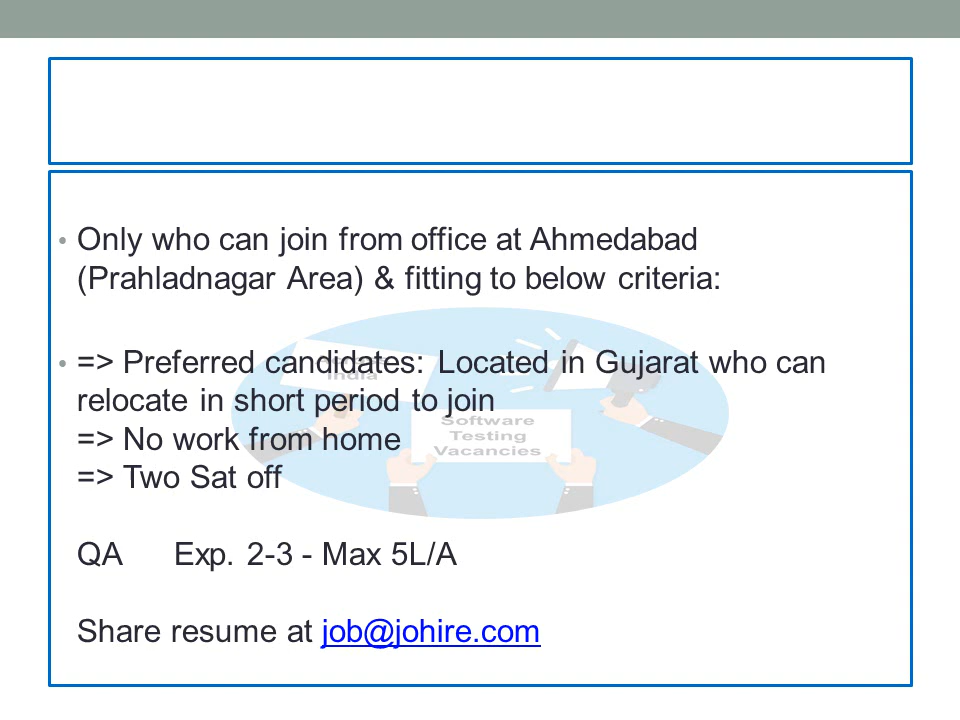 • Only who can join from office at Ahmedabad
(Prahladnagar Area) & fitting to below criteria:
• => Preferred candidates: Located in Gujarat who can
relocate in short period to join
=> No work from home
=> Two Sat off
QA Exp. 2-3 - Max 5L/A
Share resume at job@johire.com
India
Software
Testing
Vacancies